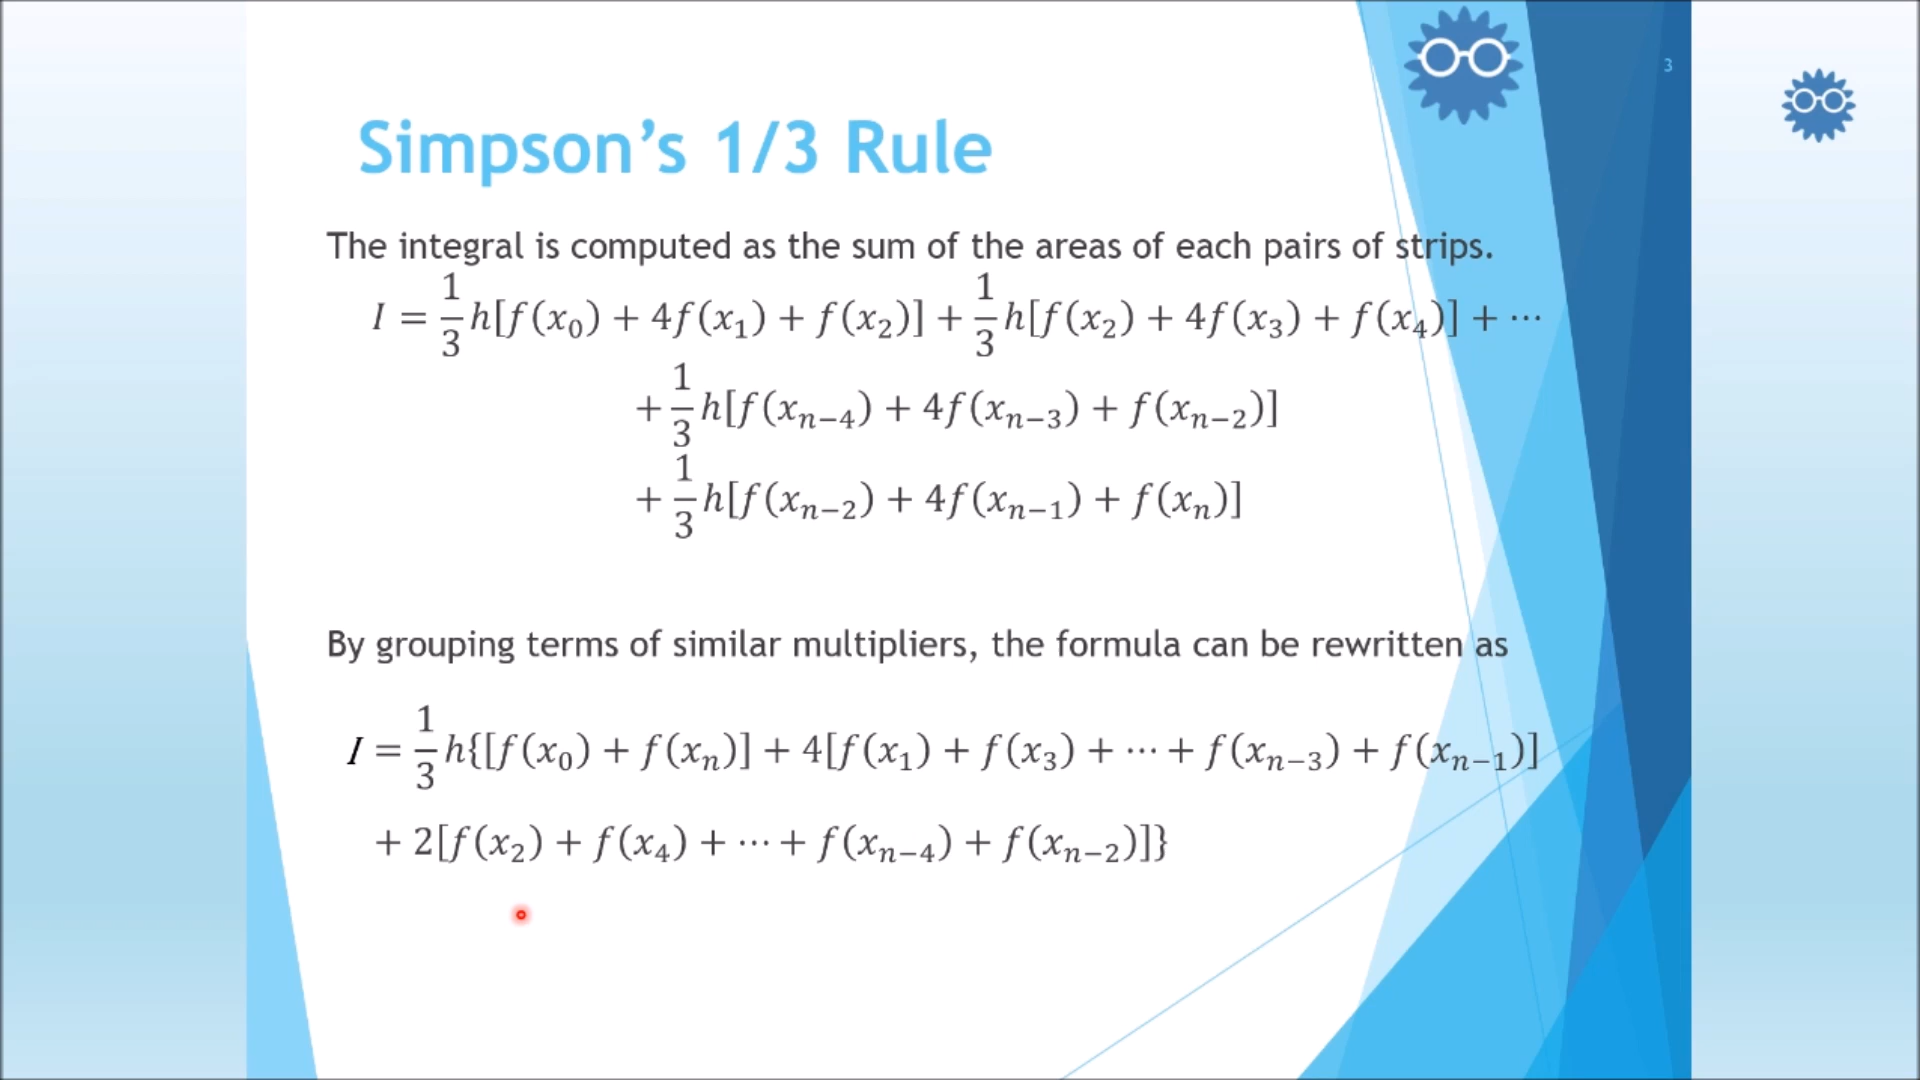 3
Simpson’s 1/3 Rule
The integral is computed as the sum of the areas of each pairs of strips.
I = 1/3 h[f(x₀) + 4f(x₁) + f(x₂)] + 1/3 h[f(x₂) + 4f(x₃) + f(x₄)] + ⋯
+ 1/3 h[f(xₙ₋₄) + 4f(xₙ₋₃) + f(xₙ₋₂)]
+ 1/3 h[f(xₙ₋₂) + 4f(xₙ₋₁) + f(xₙ)]
By grouping terms of similar multipliers, the formula can be rewritten as
I = 1/3 h{[f(x₀) + f(xₙ)] + 4[f(x₁) + f(x₃) + ⋯ + f(xₙ₋₃) + f(xₙ₋₁)]
+ 2[f(x₂) + f(x₄) + ⋯ + f(xₙ₋₄) + f(xₙ₋₂)]}